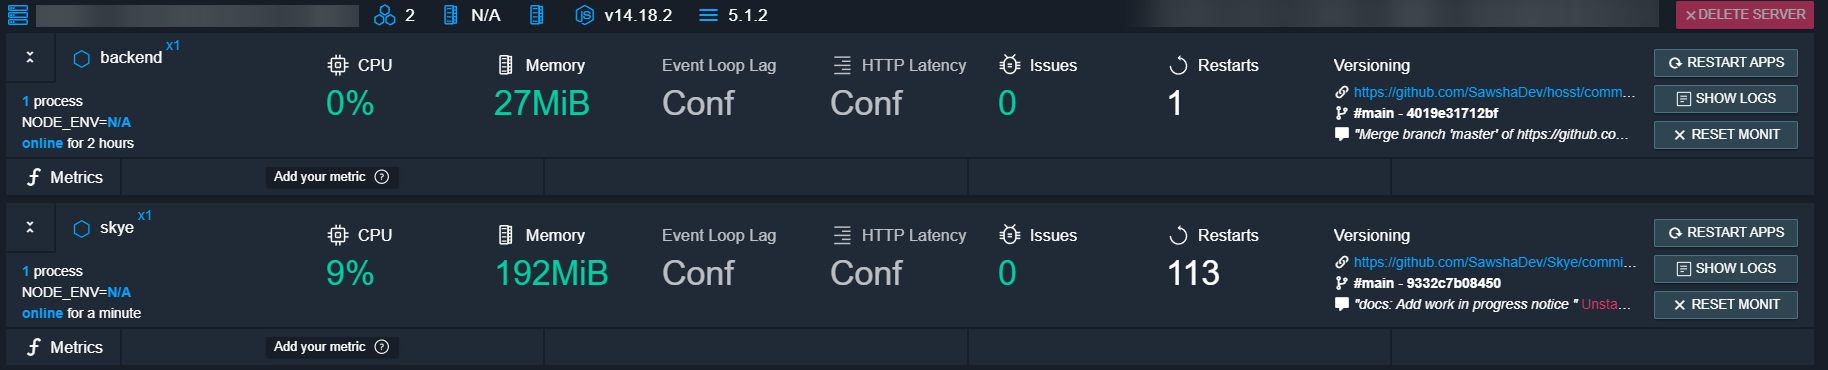 2 N/A v14.18.2 5.1.2 DELETE SERVER
backend x1
1 process
NODE_ENV=N/A
online for 2 hours
CPU
0%
Memory
27MiB
Event Loop Lag
Conf
HTTP Latency
Conf
Issues
0
Restarts
1
Versioning
https://github.com/SawshaDev/hosst/comm...
#main - 4019e31712bf
"Merge branch 'master' of https://github.co...
RESTART APPS
SHOW LOGS
RESET MONIT
Metrics
Add your metric ?
skye x1
1 process
NODE_ENV=N/A
online for a minute
CPU
9%
Memory
192MiB
Event Loop Lag
Conf
HTTP Latency
Conf
Issues
0
Restarts
113
Versioning
https://github.com/SawshaDev/Skye/commi...
#main - 9332c7b08450
"docs: Add work in progress notice " Unsta...
RESTART APPS
SHOW LOGS
RESET MONIT
Metrics
Add your metric ?